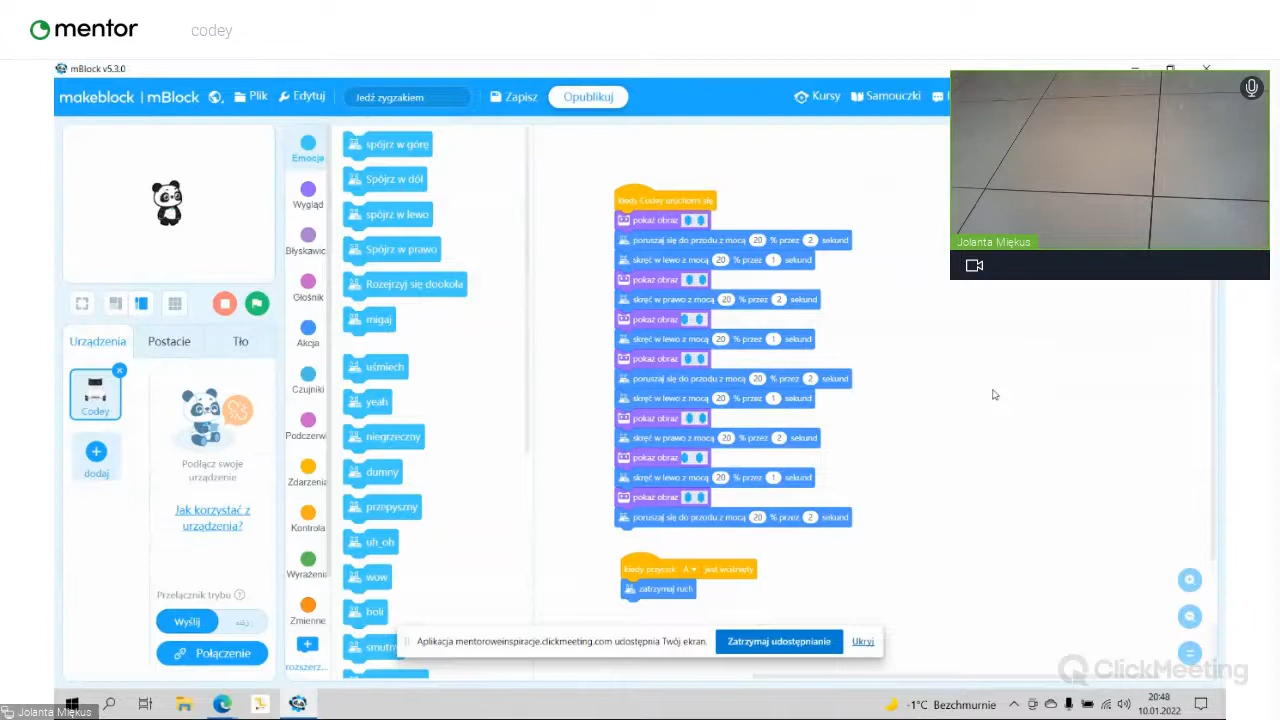 mentor
codey
mBlock v5.3.0
makeblock | mBlock Plik Edytuj Jedź zygzakiem Zapisz Opublikuj Kursy Samouczki
spójrz w górę
Spójrz w dół
spójrz w lewo
Spójrz w prawo
Rozejrzyj się dookoła
migaj
uśmiech
yeah
niegrzeczny
dumny
przepyszny
uh_oh
wow
boli
smutn
Emocje
Wygląd
Błyskawic
Głośnik
Akcja
Czujniki
Podczerw
Zdarzenia
Kontrola
Wyrażenia
Zmienne
rozszerz...
Urządzenia Postacie Tło
Codey
dodaj
Podłącz swoje
urządzenie
Jak korzystać z
urządzenia?
Przełącznik trybu ?
Wyślij
Połączenie
kiedy Codey uruchomi się
pokaż obraz
poruszaj się do przodu z mocą 20 % przez 2 sekund
skręć w lewo z mocą 20 % przez 1 sekund
pokaż obraz
skręć w prawo z mocą 20 % przez 2 sekund
pokaż obraz
skręć w lewo z mocą 20 % przez 1 sekund
pokaż obraz
poruszaj się do przodu z mocą 20 % przez 2 sekund
skręć w lewo z mocą 20 % przez 1 sekund
pokaż obraz
skręć w prawo z mocą 20 % przez 2 sekund
pokaż obraz
skręć w lewo z mocą 20 % przez 1 sekund
pokaż obraz
poruszaj się do przodu z mocą 20 % przez 2 sekund
kiedy przycisk A jest wciśnięty
zatrzymaj ruch
Jolanta Miękus
Aplikacja mentoroweinspiracje.clickmeeting.com udostępnia Twój ekran. Zatrzymaj udostępnianie Ukryj
ClickMeeting
Jolanta Miękus
-1°C Bezchmurnie
20:48
10.01.2022